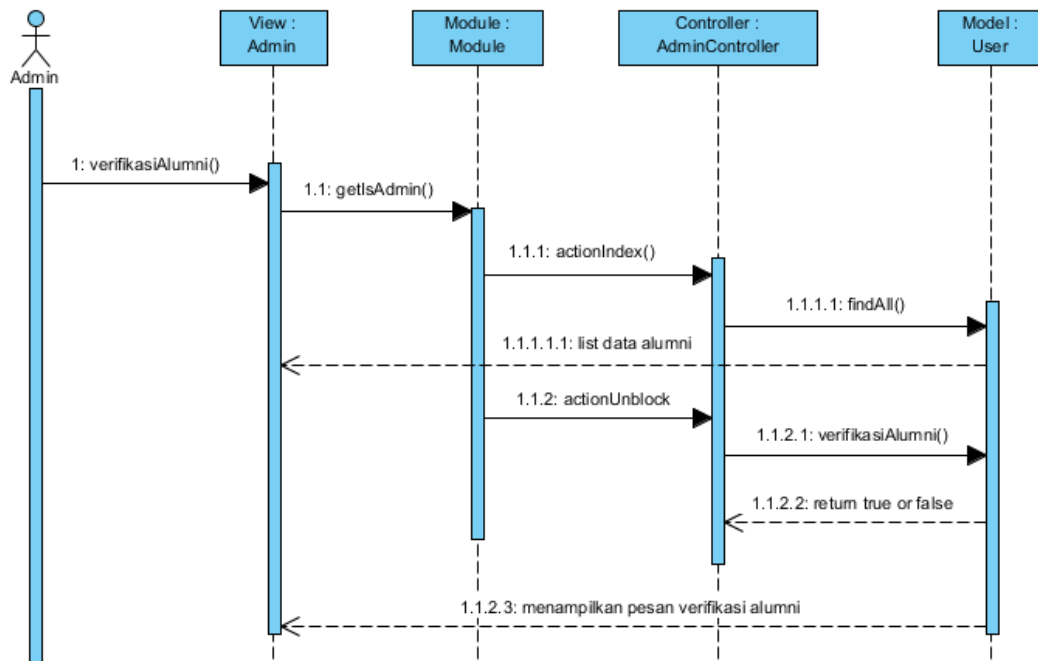 View :
Admin
Module :
Module
Controller :
AdminController
Model :
User
Admin
1: verifikasiAlumni()
1.1: getIsAdmin()
1.1.1: actionIndex()
1.1.1.1: findAll()
1.1.1.1.1: list data alumni
1.1.2: actionUnblock
1.1.2.1: verifikasiAlumni()
1.1.2.2: return true or false
1.1.2.3: menampilkan pesan verifikasi alumni